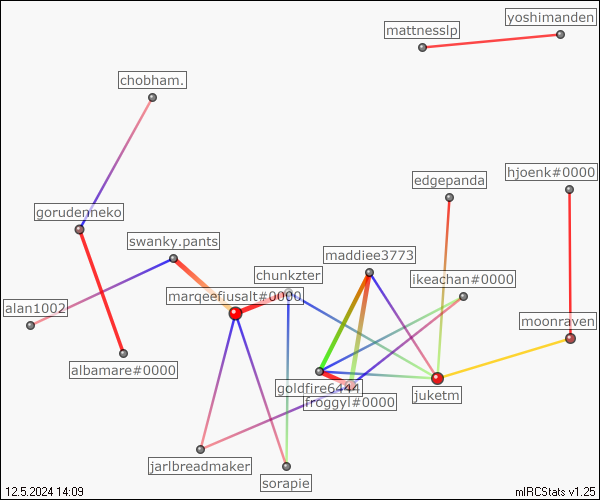 yoshimanden
mattnesslp
chobham.
hjoenk#0000
edgepanda
gorudenneko
swanky.pants
maddiee3773
chunkzter
ikeachan#0000
marqeefiusalt#0000
alan1002
moonraven
albamare#0000
goldfire6444
juketm
froggyl#0000
jarlbreadmaker
sorapie
12.5.2024 14:09
mIRCStats v1.25